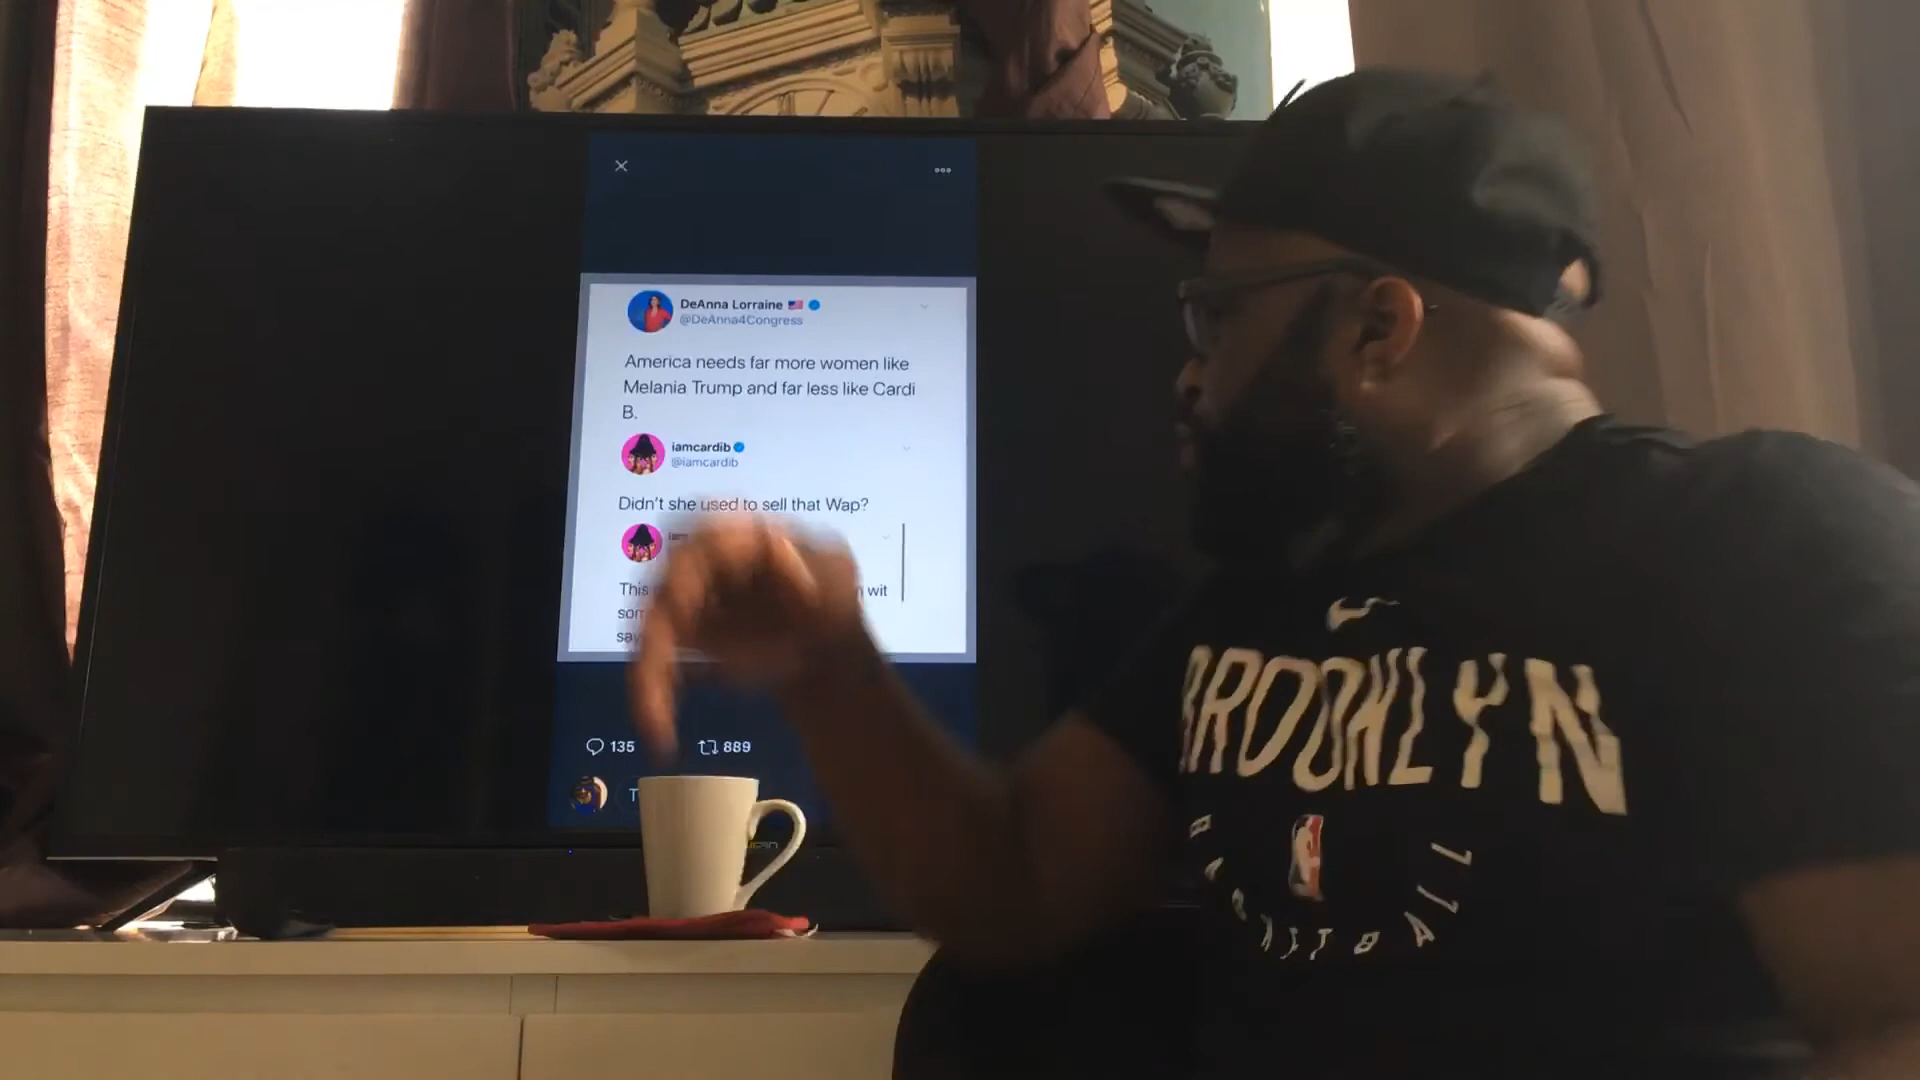 DeAnna Lorraine
@DeAnna4Congress
America needs far more women like
Melania Trump and far less like Cardi
B.
iamcardib
@iamcardib
Didn't she used to sell that Wap?
This
wit
135
889
BROOKLYN
BASKETBALL